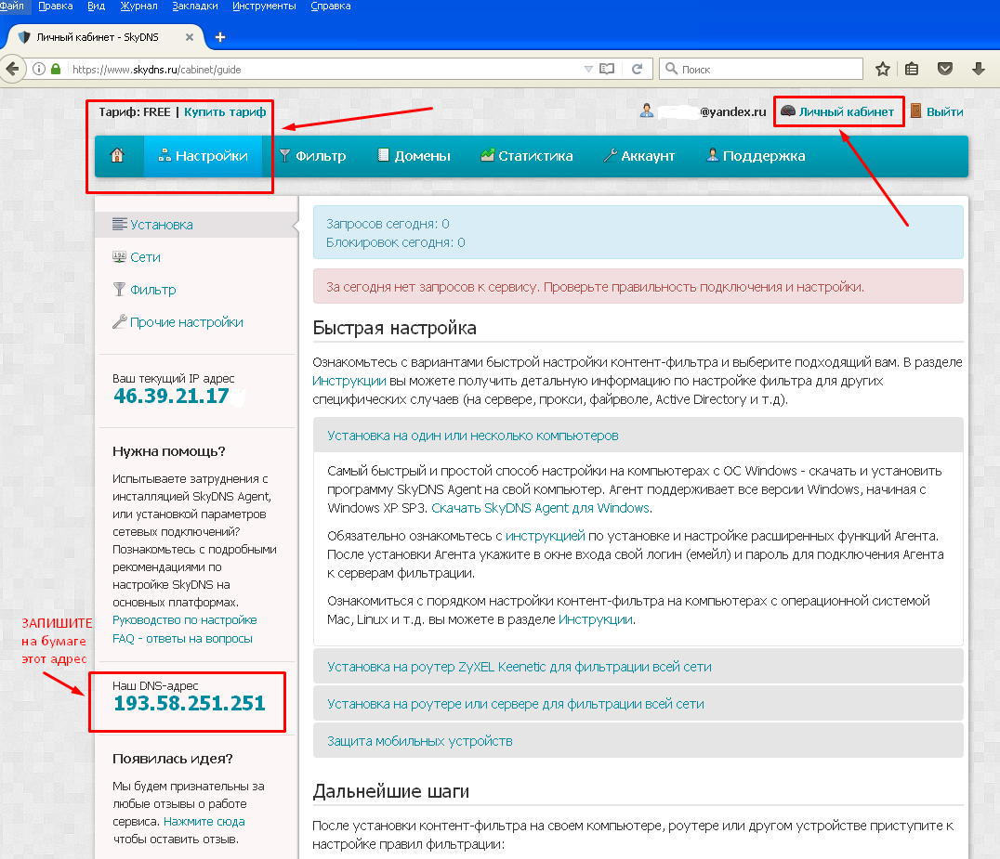 Файл Правка Вид Журнал Закладки Инструменты Справка
Личный кабинет - SkyDNS
https://www.skydns.ru/cabinet/guide
Поиск
Тариф: FREE | Купить тариф
@yandex.ru Личный кабинет Выйти
Настройки Фильтр Домены Статистика Аккаунт Поддержка
Установка
Сети
Фильтр
Прочие настройки
Ваш текущий IP адрес
46.39.21.17
Нужна помощь?
Испытываете затруднения с
инсталляцией SkyDNS Agent,
или установкой параметров
сетевых подключений?
Познакомьтесь с подробными
рекомендациями по
настройке SkyDNS на
основных платформах.
Руководство по настройке
FAQ - ответы на вопросы
ЗАПИШИТЕ
на бумаге
этот адрес
Наш DNS-адрес
193.58.251.251
Появилась идея?
Мы будем признательны за
любые отзывы о работе
сервиса. Нажмите сюда
чтобы оставить отзыв.
Запросов сегодня: 0
Блокировок сегодня: 0
За сегодня нет запросов к сервису. Проверьте правильность подключения и настройки.
Быстрая настройка
Ознакомьтесь с вариантами быстрой настройки контент-фильтра и выберите подходящий вам. В разделе
Инструкции вы можете получить детальную информацию по настройке фильтра для других
специфических случаев (на сервере, прокси, файрволе, Active Directory и т.д).
Установка на один или несколько компьютеров
Самый быстрый и простой способ настройки на компьютерах с ОС Windows - скачать и установить
программу SkyDNS Agent на свой компьютер. Агент поддерживает все версии Windows, начиная с
Windows XP SP3. Скачать SkyDNS Agent для Windows.
Обязательно ознакомьтесь с инструкцией по установке и настройке расширенных функций Агента.
После установки Агента укажите в окне входа свой логин (емейл) и пароль для подключения Агента
к серверам фильтрации.
Ознакомиться с порядком настройки контент-фильтра на компьютерах с операционной системой
Mac, Linux и т.д. вы можете в разделе Инструкции.
Установка на роутер ZyXEL Keenetic для фильтрации всей сети
Установка на роутере или сервере для фильтрации всей сети
Защита мобильных устройств
Дальнейшие шаги
После установки контент-фильтра на своем компьютере, роутере или другом устройстве приступите к
настройке правил фильтрации: